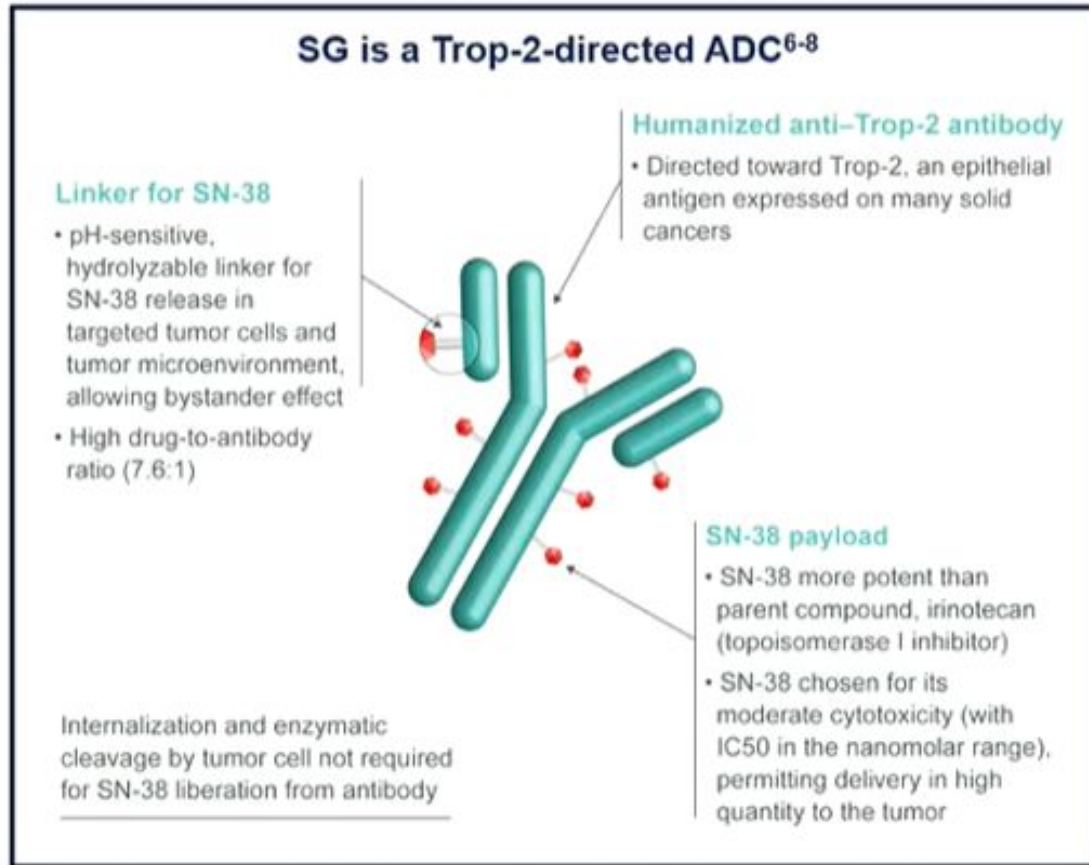 SG is a Trop-2-directed ADC6-8
Humanized anti–Trop-2 antibody
• Directed toward Trop-2, an epithelial
antigen expressed on many solid
cancers
Linker for SN-38
• pH-sensitive,
hydrolyzable linker for
SN-38 release in
targeted tumor cells and
tumor microenvironment,
allowing bystander effect
• High drug-to-antibody
ratio (7.6:1)
SN-38 payload
• SN-38 more potent than
parent compound, irinotecan
(topoisomerase I inhibitor)
• SN-38 chosen for its
moderate cytotoxicity (with
IC50 in the nanomolar range),
permitting delivery in high
quantity to the tumor
Internalization and enzymatic
cleavage by tumor cell not required
for SN-38 liberation from antibody